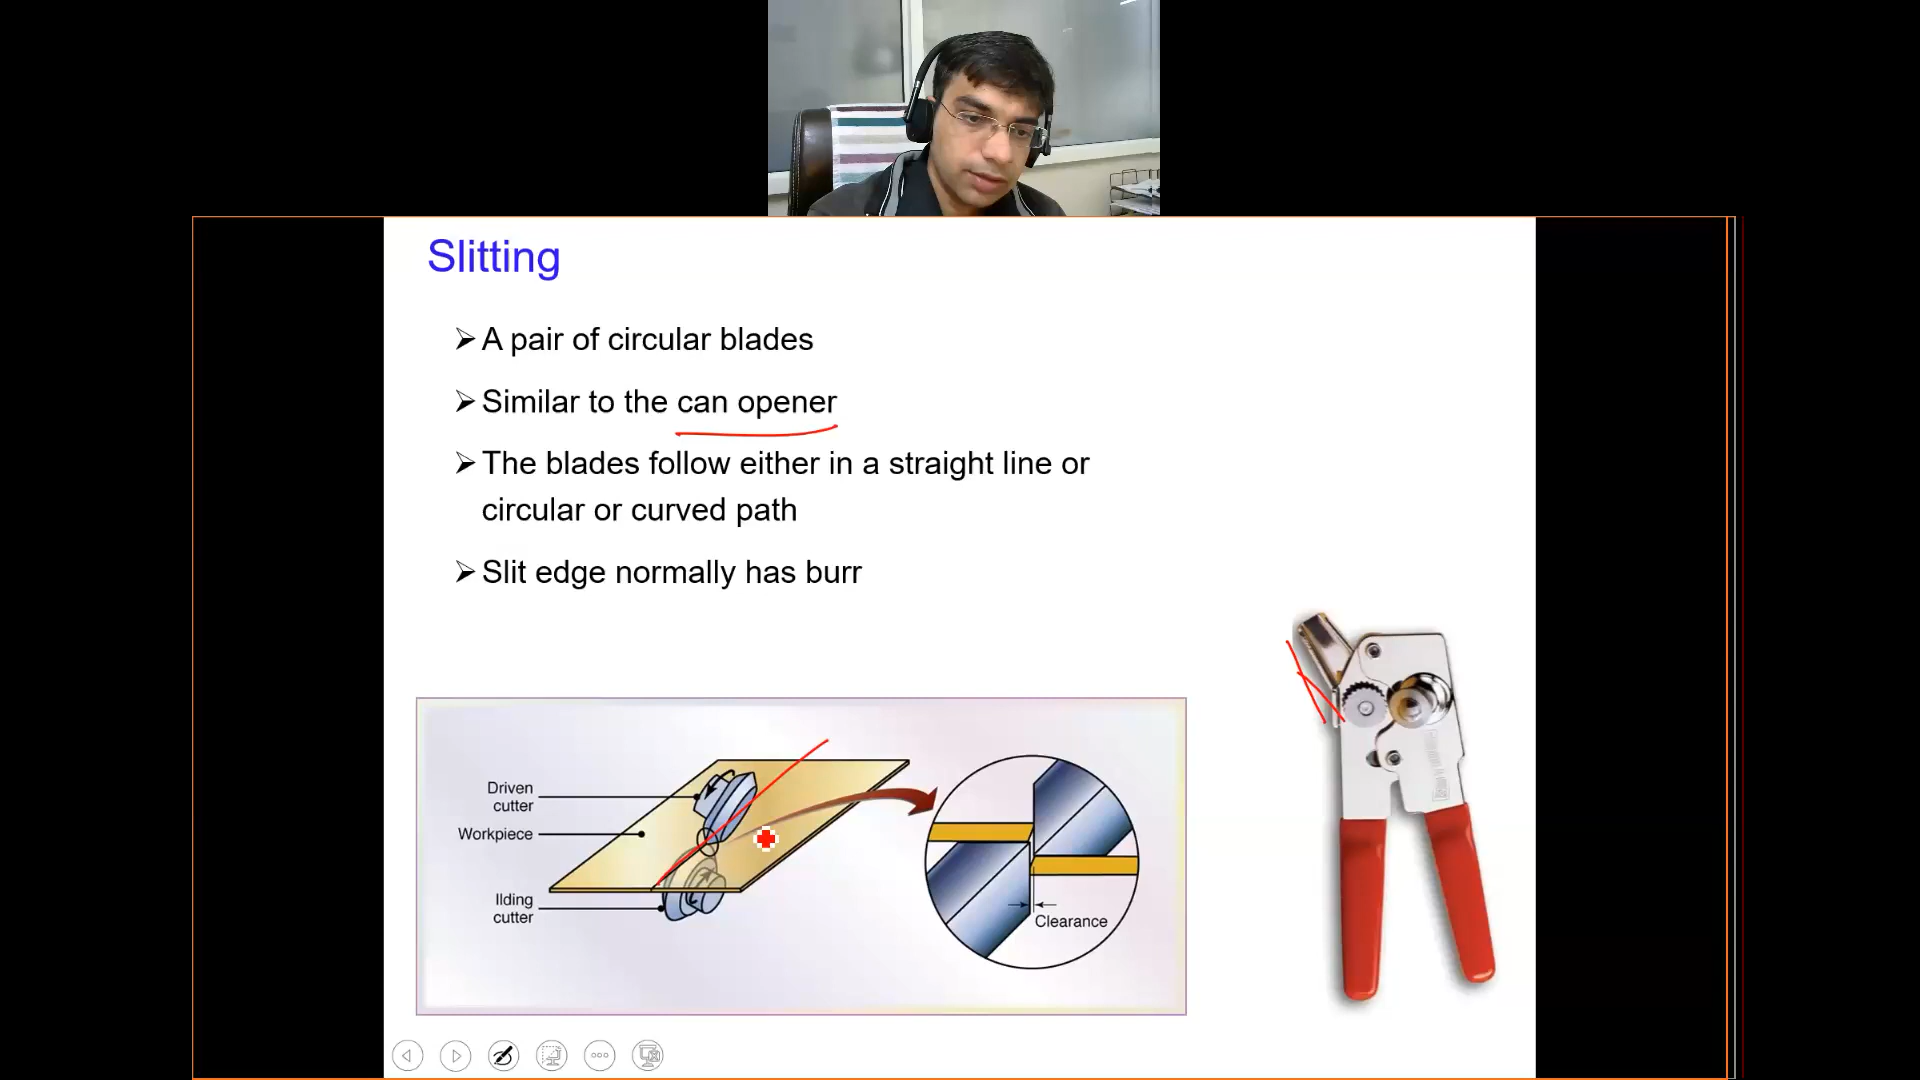 Slitting
➢ A pair of circular blades
➢ Similar to the can opener
➢ The blades follow either in a straight line or
circular or curved path
➢ Slit edge normally has burr
Driven
cutter
Workpiece
Ilding
cutter
Clearance